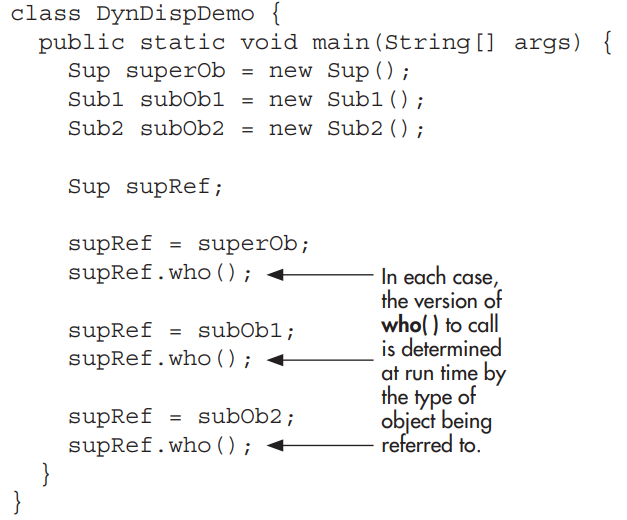 class DynDispDemo {
  public static void main(String[] args) {
    Sup superOb = new Sup();
    Sub1 subOb1 = new Sub1();
    Sub2 subOb2 = new Sub2();

    Sup supRef;

    supRef = superOb;
    supRef.who();

    supRef = subOb1;
    supRef.who();

    supRef = subOb2;
    supRef.who();
  }
}
In each case,
the version of
who( ) to call
is determined
at run time by
the type of
object being
referred to.